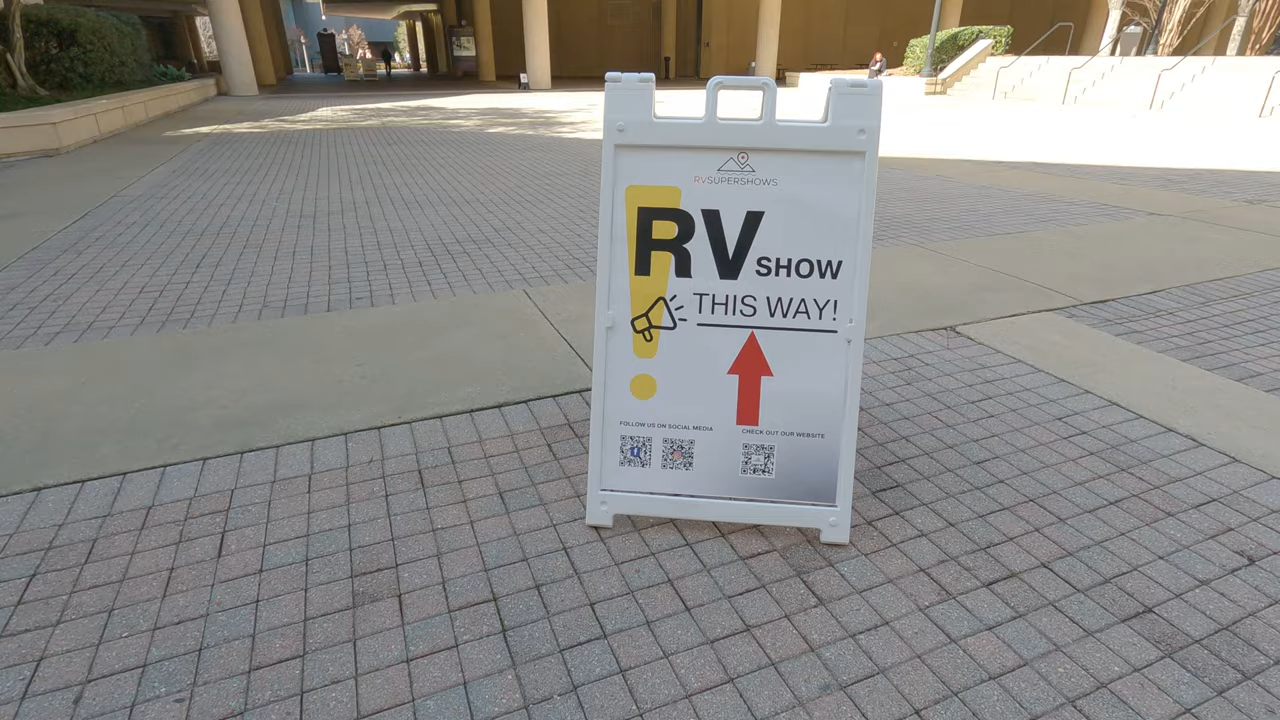 RVSUPERSHOWS
RV SHOW
THIS WAY!
FOLLOW US ON SOCIAL MEDIA
CHECK OUT OUR WEBSITE